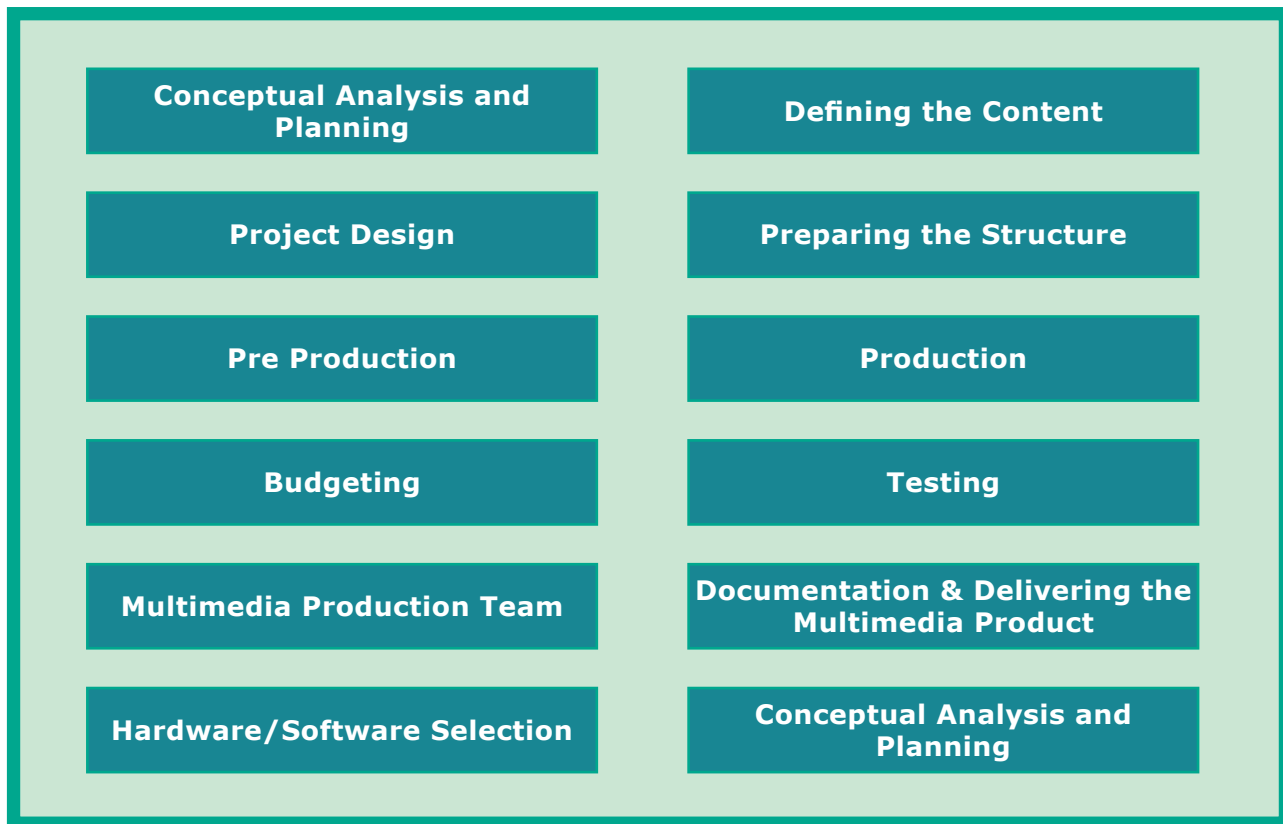 Conceptual Analysis and
Planning
Project Design
Pre Production
Budgeting
Multimedia Production Team
Hardware/Software Selection
Defining the Content
Preparing the Structure
Production
Testing
Documentation & Delivering the
Multimedia Product
Conceptual Analysis and
Planning